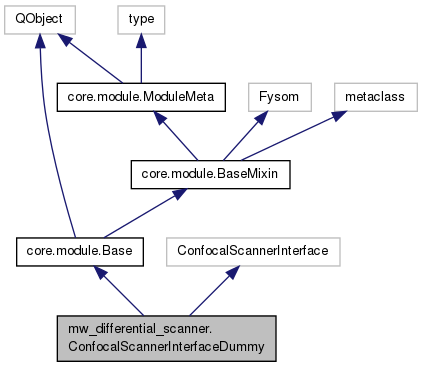 QObject
type
core.module.ModuleMeta
Fysom
metaclass
core.module.BaseMixin
core.module.Base
ConfocalScannerInterface
mw_differential_scanner.
ConfocalScannerInterfaceDummy